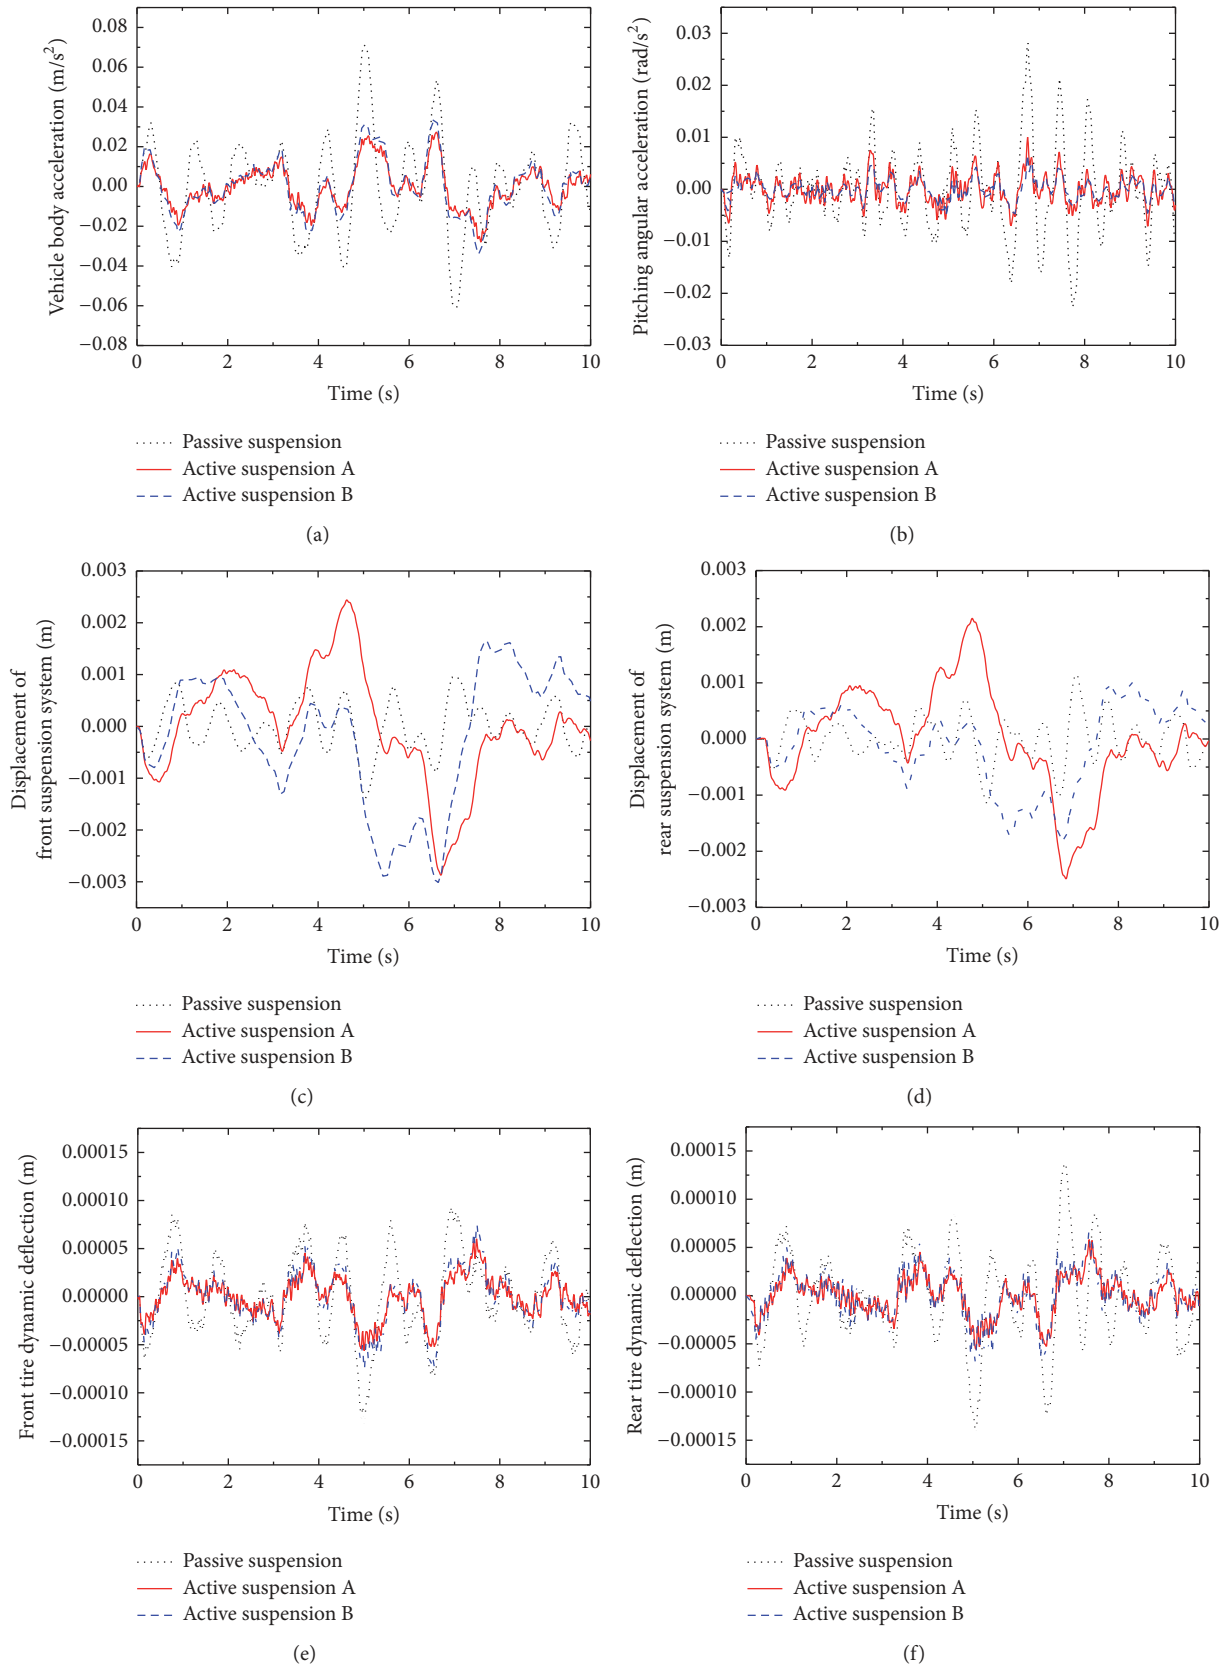 0.08
0.06
0.04
0.02
0.00
−0.02
−0.04
−0.06
−0.08
Vehicle body acceleration (m/s²)
0 2 4 6 8 10
Time (s)
Passive suspension
Active suspension A
Active suspension B
(a)
0.03
0.02
0.010
0.00
−0.01
−0.02
−0.03
Pitching angular acceleration (rad/s²)
0 2 4 6 8 10
Time (s)
Passive suspension
Active suspension A
Active suspension B
(b)
0.003
0.002
0.001
0.000
−0.001
−0.002
−0.003
Displacement of
front suspension system (m)
0 2 4 6 8 10
Time (s)
Passive suspension
Active suspension A
Active suspension B
(c)
0.003
0.002
0.001
0.000
−0.001
−0.002
−0.003
Displacement of
rear suspension system (m)
0 2 4 6 8 10
Time (s)
Passive suspension
Active suspension A
Active suspension B
(d)
0.00015
0.00010
0.00005
0.00000
−0.00005
−0.00010
−0.00015
Front tire dynamic deflection (m)
0 2 4 6 8 10
Time (s)
Passive suspension
Active suspension A
Active suspension B
(e)
0.00015
0.00010
0.00005
0.00000
−0.00005
−0.00010
−0.00015
Rear tire dynamic deflection (m)
0 2 4 6 8 10
Time (s)
Passive suspension
Active suspension A
Active suspension B
(f)